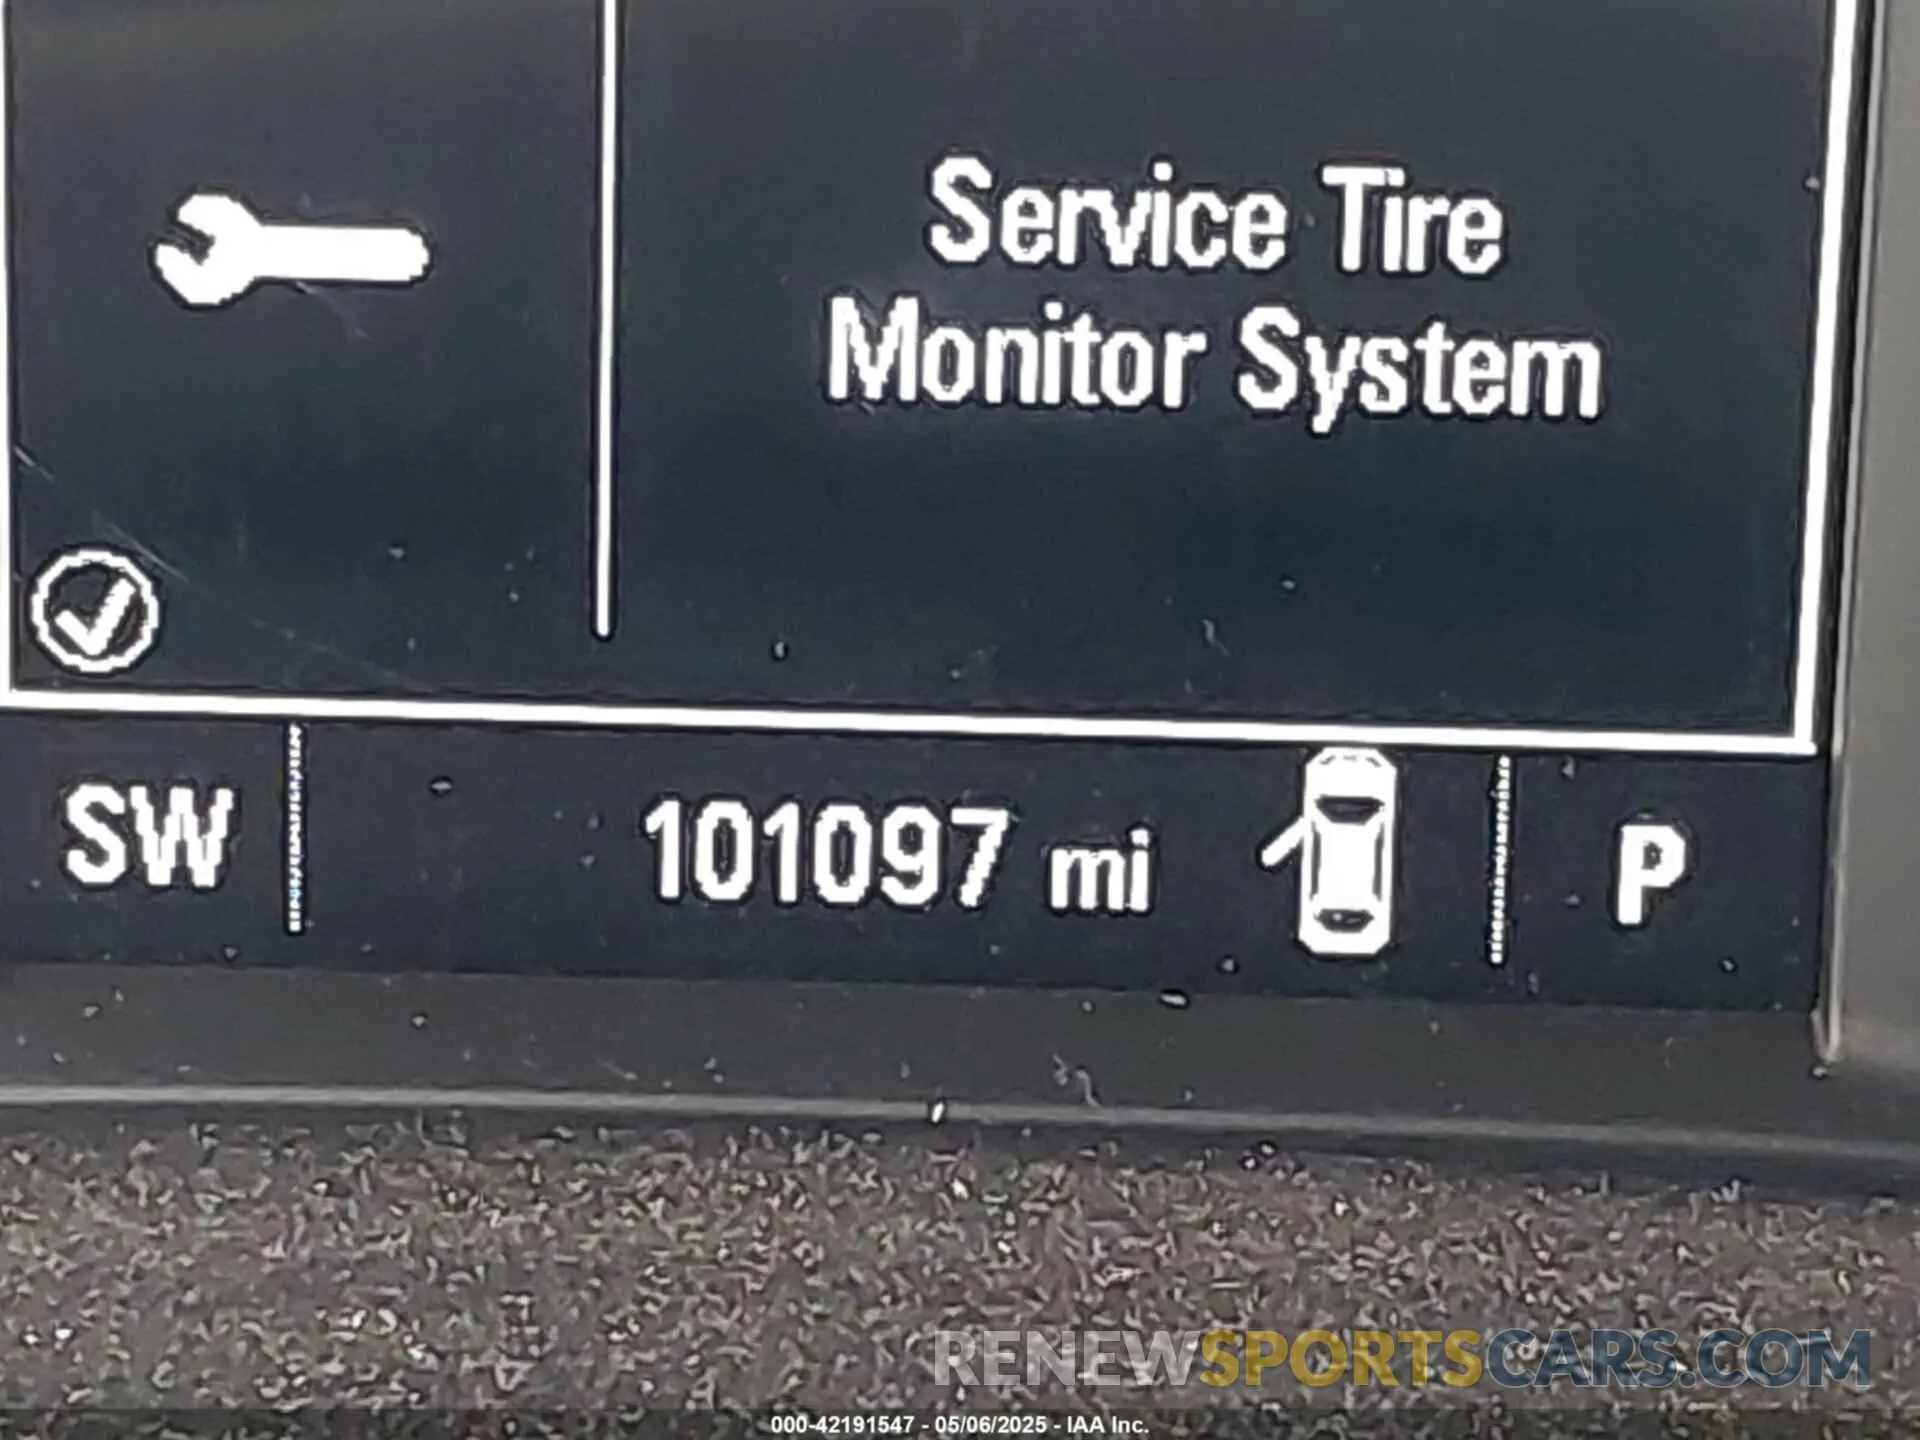 Service Tire
Monitor System
SW
101097 mi
P
RENEWSPORTSCARS.COM
000-42191547 - 05/06/2025 - IAA Inc.